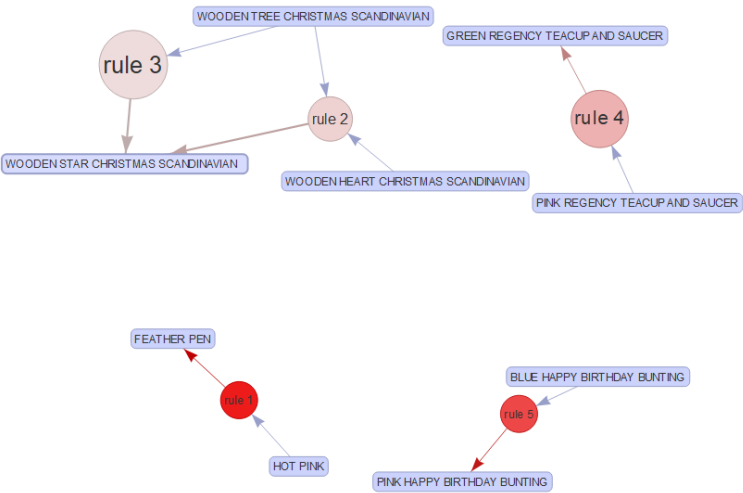 WOODEN TREE CHRISTMAS SCANDINAVIAN
GREEN REGENCY TEACUP AND SAUCER
rule 3
rule 2
rule 4
WOODEN STAR CHRISTMAS SCANDINAVIAN
WOODEN HEART CHRISTMAS SCANDINAVIAN
PINK REGENCY TEACUP AND SAUCER
FEATHER PEN
BLUE HAPPY BIRTHDAY BUNTING
rule 1
rule 5
HOT PINK
PINK HAPPY BIRTHDAY BUNTING